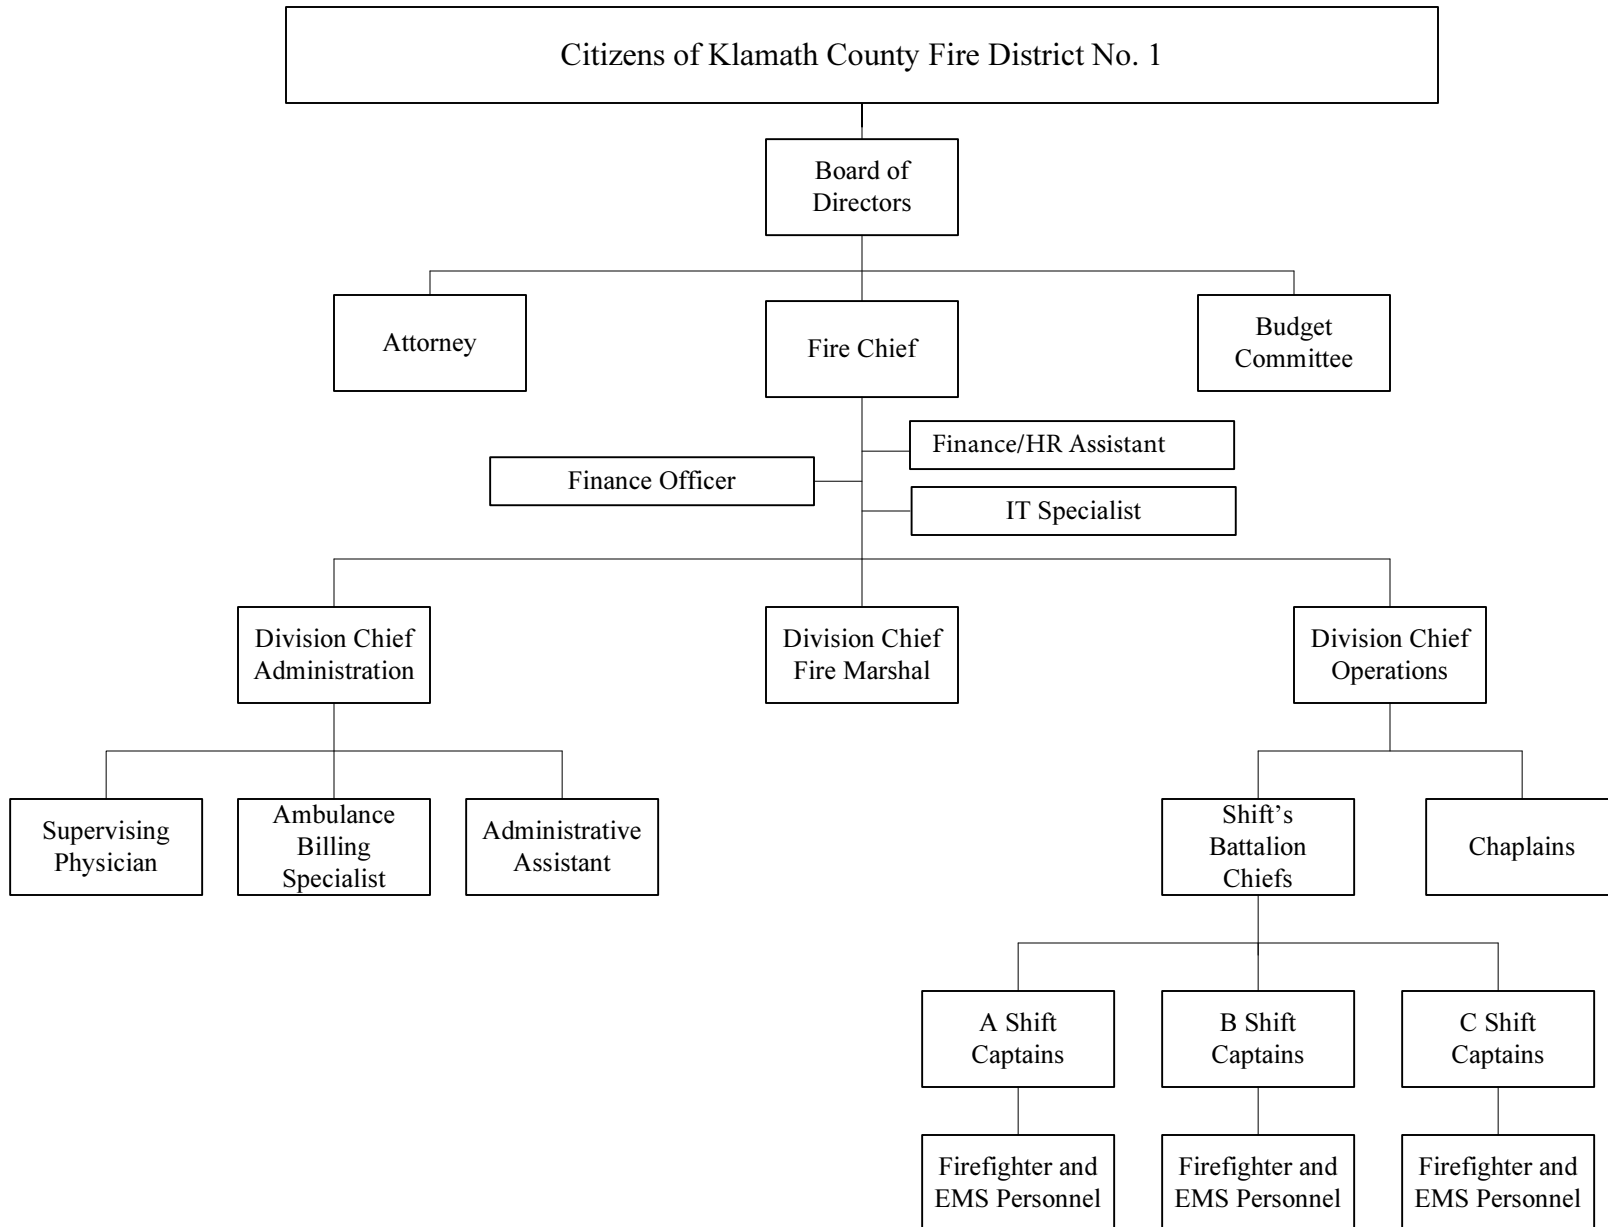 Citizens of Klamath County Fire District No. 1
Board of
Directors
Attorney
Fire Chief
Budget
Committee
Finance/HR Assistant
Finance Officer
IT Specialist
Division Chief
Administration
Division Chief
Fire Marshal
Division Chief
Operations
Supervising
Physician
Ambulance
Billing
Specialist
Administrative
Assistant
Shift’s
Battalion
Chiefs
Chaplains
A Shift
Captains
B Shift
Captains
C Shift
Captains
Firefighter and
EMS Personnel
Firefighter and
EMS Personnel
Firefighter and
EMS Personnel